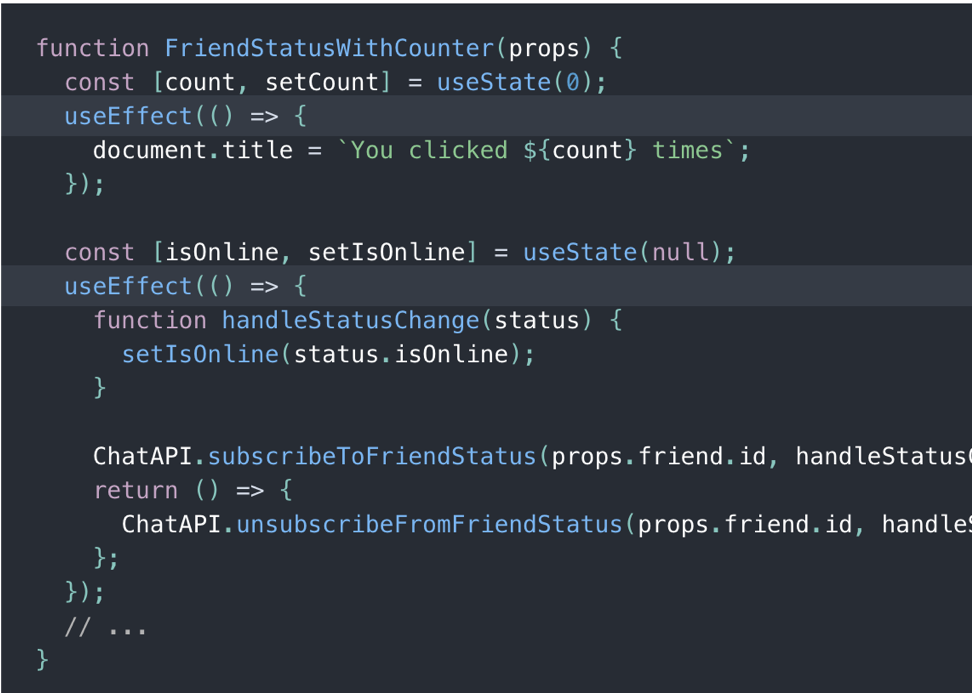 function FriendStatusWithCounter(props) {
  const [count, setCount] = useState(0);
  useEffect(() => {
    document.title = `You clicked ${count} times`;
  });

  const [isOnline, setIsOnline] = useState(null);
  useEffect(() => {
    function handleStatusChange(status) {
      setIsOnline(status.isOnline);
    }

    ChatAPI.subscribeToFriendStatus(props.friend.id, handleStatus
    return () => {
      ChatAPI.unsubscribeFromFriendStatus(props.friend.id, handle
    };
  });
  // ...
}